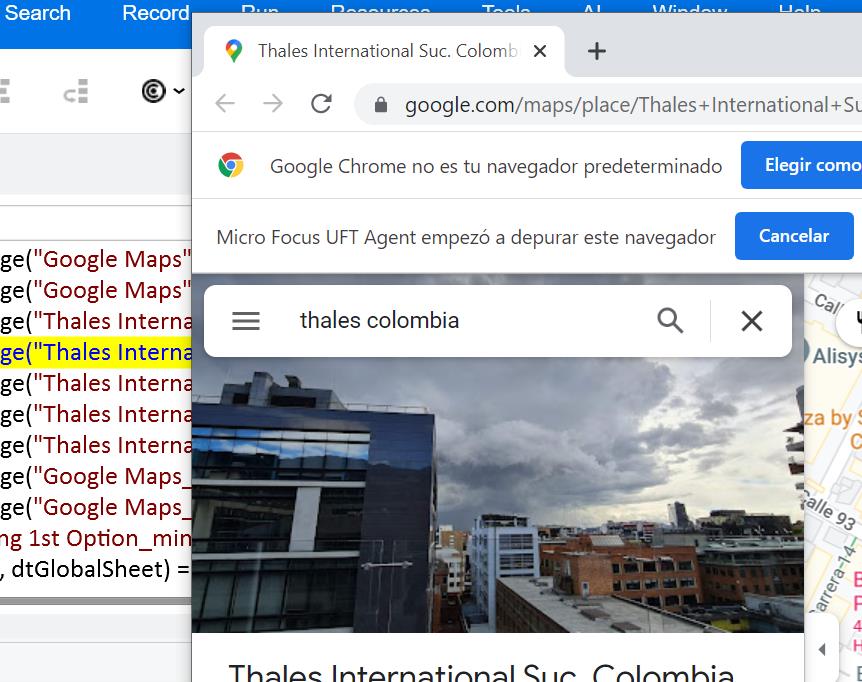 Search Record Run Resources Tools AI Window Help
Thales International Suc. Colomb
google.com/maps/place/Thales+International+Su
Google Chrome no es tu navegador predeterminado
Elegir como
Micro Focus UFT Agent empezó a depurar este navegador
Cancelar
ge("Google Maps"
ge("Google Maps"
ge("Thales Interna
ge("Thales Interna
ge("Thales Interna
ge("Thales Interna
ge("Thales Interna
ge("Google Maps_
ge("Google Maps_
ng 1st Option_min
, dtGlobalSheet) =
thales colombia
Thales International Suc. Colombia
Call
Alisys
za by S
C
Calle 93
Carrera 14